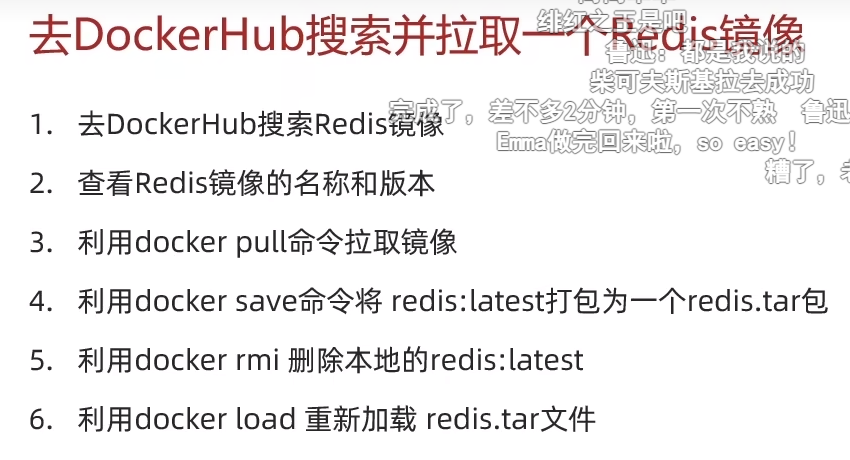 去DockerHub搜索并拉取一个Redis镜像
绯红之王是吧
鲁迅：都是我说的
柴可夫斯基拉去成功
完成了，差不多2分钟，第一次不熟
鲁迅
Emma做完回来啦，so easy！
糟了，老
1. 去DockerHub搜索Redis镜像
2. 查看Redis镜像的名称和版本
3. 利用docker pull命令拉取镜像
4. 利用docker save命令将 redis:latest打包为一个redis.tar包
5. 利用docker rmi 删除本地的redis:latest
6. 利用docker load 重新加载 redis.tar文件